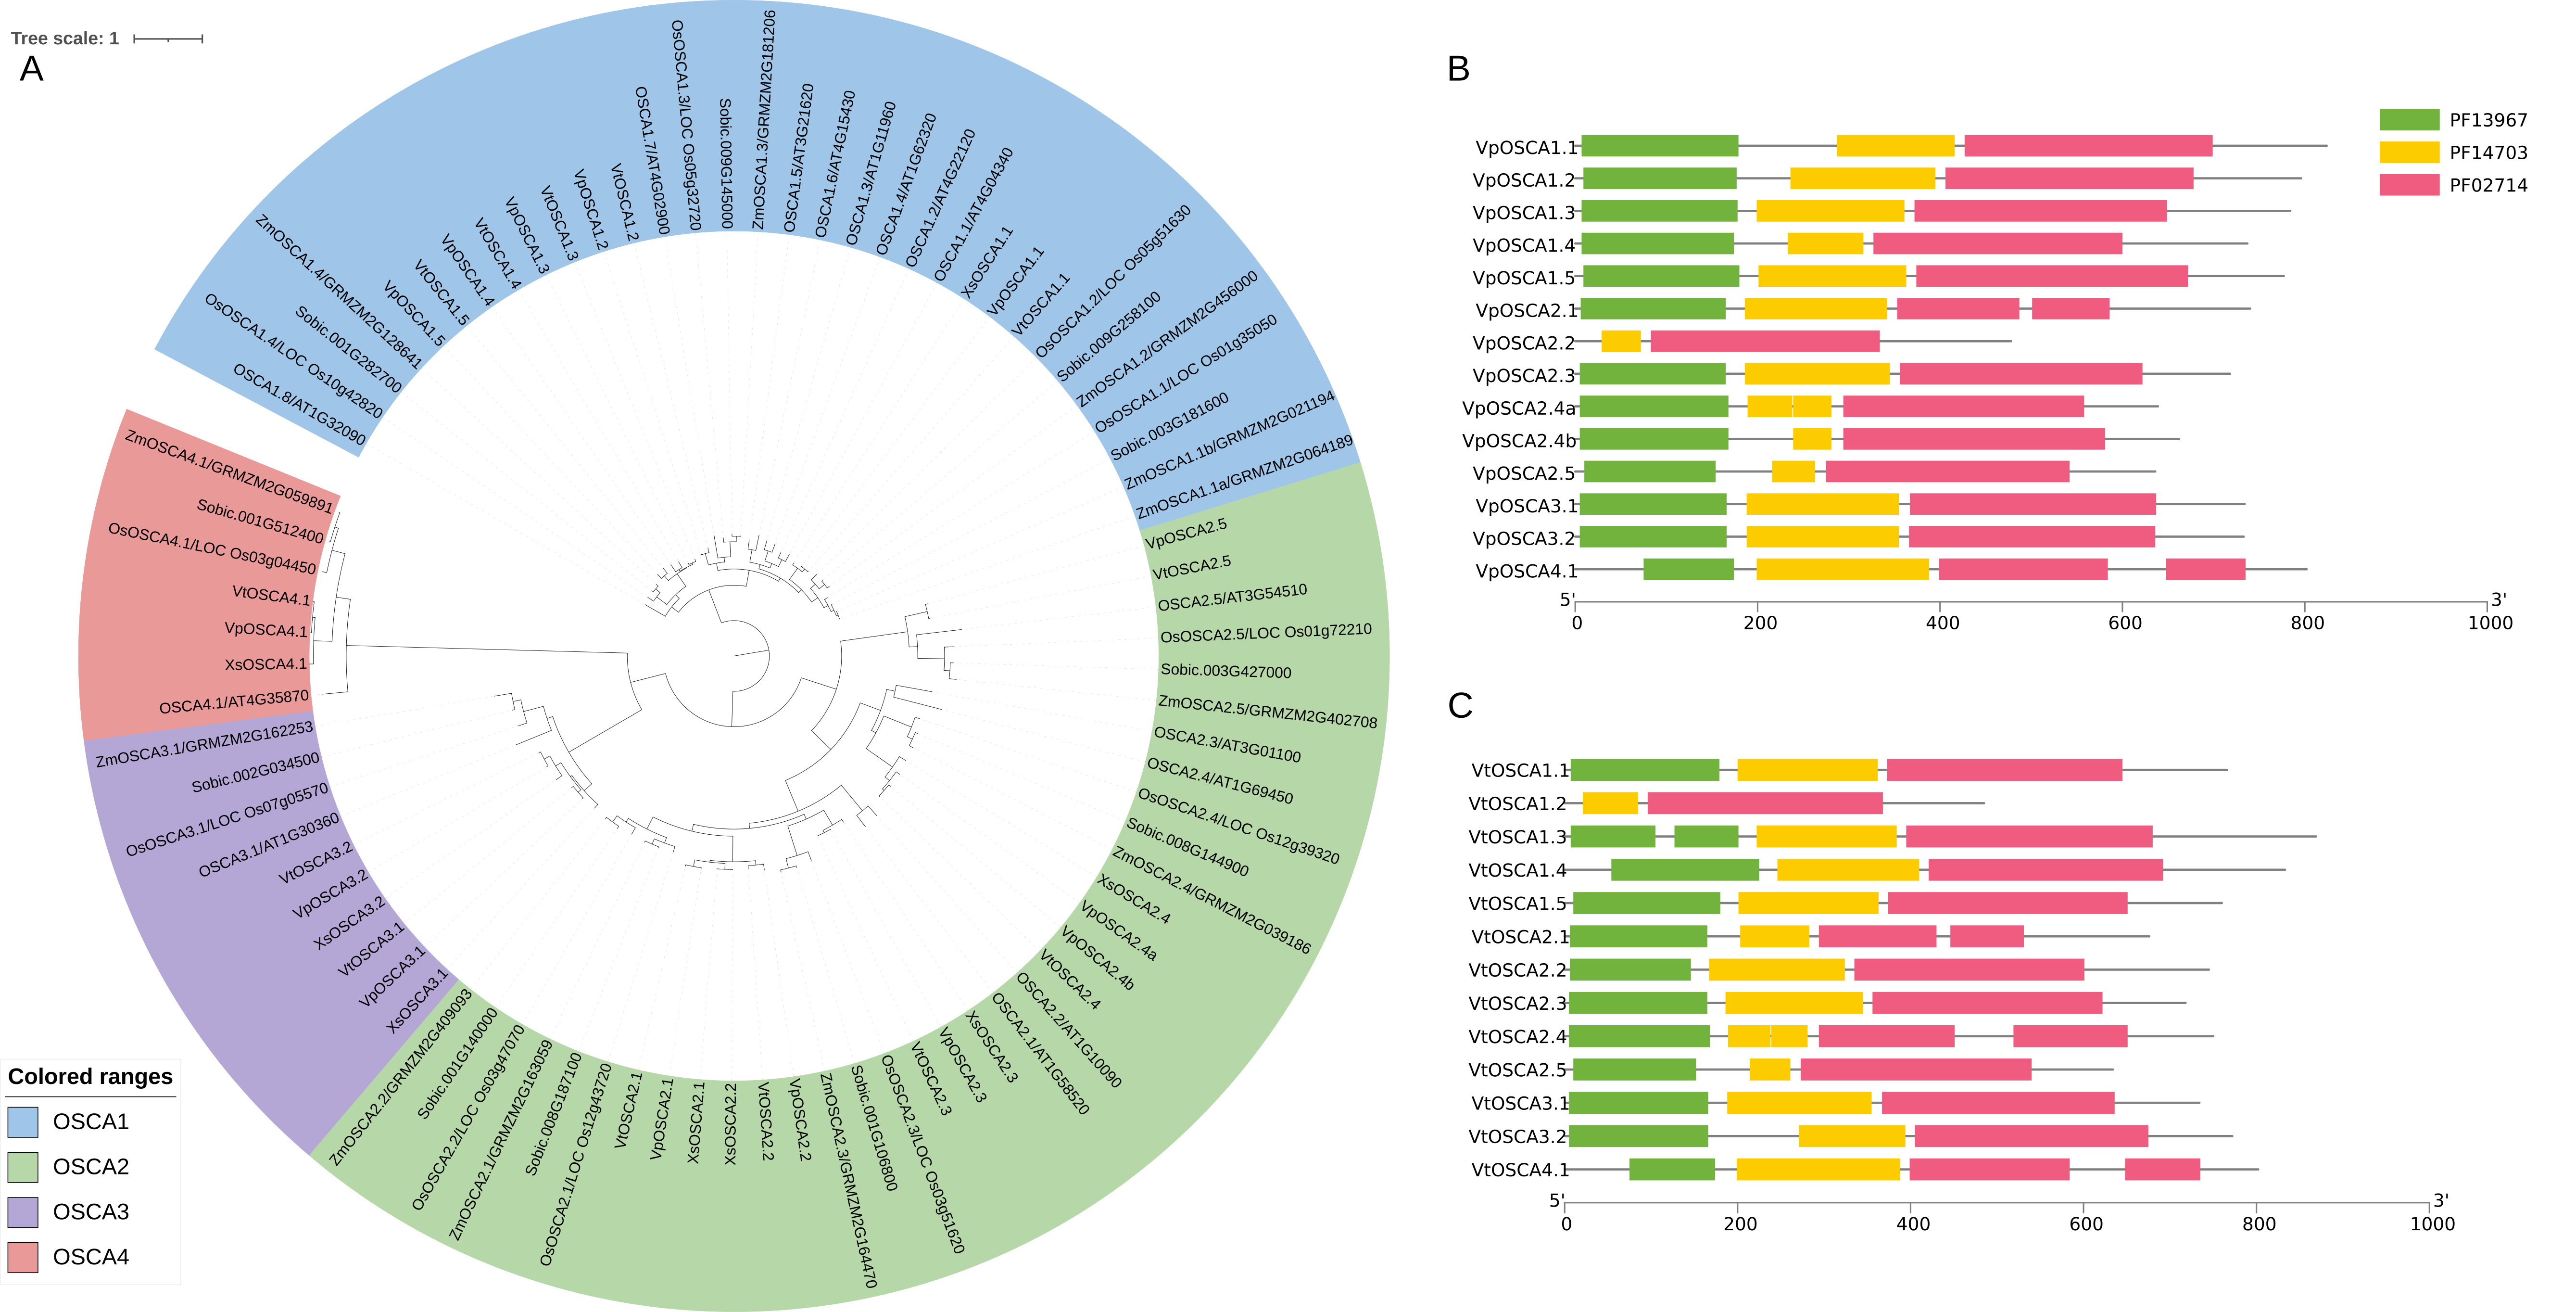 Tree scale: 1
A
OSCA1.8/AT1G32090
OsOSCA1.4/LOC Os10g42820
Sobic.001G282700
ZmOSCA1.4/GRMZM2G128641
VpOSCA1.5
VtOSCA1.5
VpOSCA1.4
VtOSCA1.4
VpOSCA1.3
VtOSCA1.3
VpOSCA1.2
VtOSCA1.2
OSCA1.7/AT4G02900
OsOSCA1.3/LOC Os05g32720
Sobic.009G145000
ZmOSCA1.3/GRMZM2G181206
OSCA1.5/AT3G21620
OSCA1.6/AT4G15430
OSCA1.3/AT1G11960
OSCA1.4/AT1G62320
OSCA1.2/AT4G22120
OSCA1.1/AT4G04340
XsOSCA1.1
VpOSCA1.1
VtOSCA1.1
OsOSCA1.2/LOC Os05g51630
Sobic.009G258100
ZmOSCA1.2/GRMZM2G456000
OsOSCA1.1/LOC Os01g35050
Sobic.003G181600
ZmOSCA1.1b/GRMZM2G021194
ZmOSCA1.1a/GRMZM2G064189
VpOSCA2.5
VtOSCA2.5
OSCA2.5/AT3G54510
OsOSCA2.5/LOC Os01g72210
Sobic.003G427000
ZmOSCA2.5/GRMZM2G402708
OSCA2.3/AT3G01100
OSCA2.4/AT1G69450
OsOSCA2.4/LOC Os12g39320
Sobic.008G144900
ZmOSCA2.4/GRMZM2G039186
XsOSCA2.4
VpOSCA2.4a
VpOSCA2.4b
VtOSCA2.4
OSCA2.2/AT1G10090
OSCA2.1/AT1G58520
XsOSCA2.3
VpOSCA2.3
VtOSCA2.3
OsOSCA2.3/LOC Os03g51620
Sobic.001G106800
ZmOSCA2.3/GRMZM2G164470
VpOSCA2.2
VtOSCA2.2
XsOSCA2.2
XsOSCA2.1
VpOSCA2.1
VtOSCA2.1
OsOSCA2.1/LOC Os12g43720
Sobic.008G187100
ZmOSCA2.1/GRMZM2G163059
OsOSCA2.2/LOC Os03g47070
Sobic.001G140000
ZmOSCA2.2/GRMZM2G409093
XsOSCA3.1
VpOSCA3.1
VtOSCA3.1
XsOSCA3.2
VpOSCA3.2
VtOSCA3.2
OSCA3.1/AT1G30360
OsOSCA3.1/LOC Os07g05570
Sobic.002G034500
ZmOSCA3.1/GRMZM2G162253
OSCA4.1/AT4G35870
XsOSCA4.1
VpOSCA4.1
VtOSCA4.1
OsOSCA4.1/LOC Os03g04450
Sobic.001G512400
ZmOSCA4.1/GRMZM2G059891
Colored ranges
OSCA1
OSCA2
OSCA3
OSCA4
B
PF13967
PF14703
PF02714
VpOSCA1.1
VpOSCA1.2
VpOSCA1.3
VpOSCA1.4
VpOSCA1.5
VpOSCA2.1
VpOSCA2.2
VpOSCA2.3
VpOSCA2.4a
VpOSCA2.4b
VpOSCA2.5
VpOSCA3.1
VpOSCA3.2
VpOSCA4.1
5' 3'
0 200 400 600 800 1000
C
VtOSCA1.1
VtOSCA1.2
VtOSCA1.3
VtOSCA1.4
VtOSCA1.5
VtOSCA2.1
VtOSCA2.2
VtOSCA2.3
VtOSCA2.4
VtOSCA2.5
VtOSCA3.1
VtOSCA3.2
VtOSCA4.1
5' 3'
0 200 400 600 800 1000